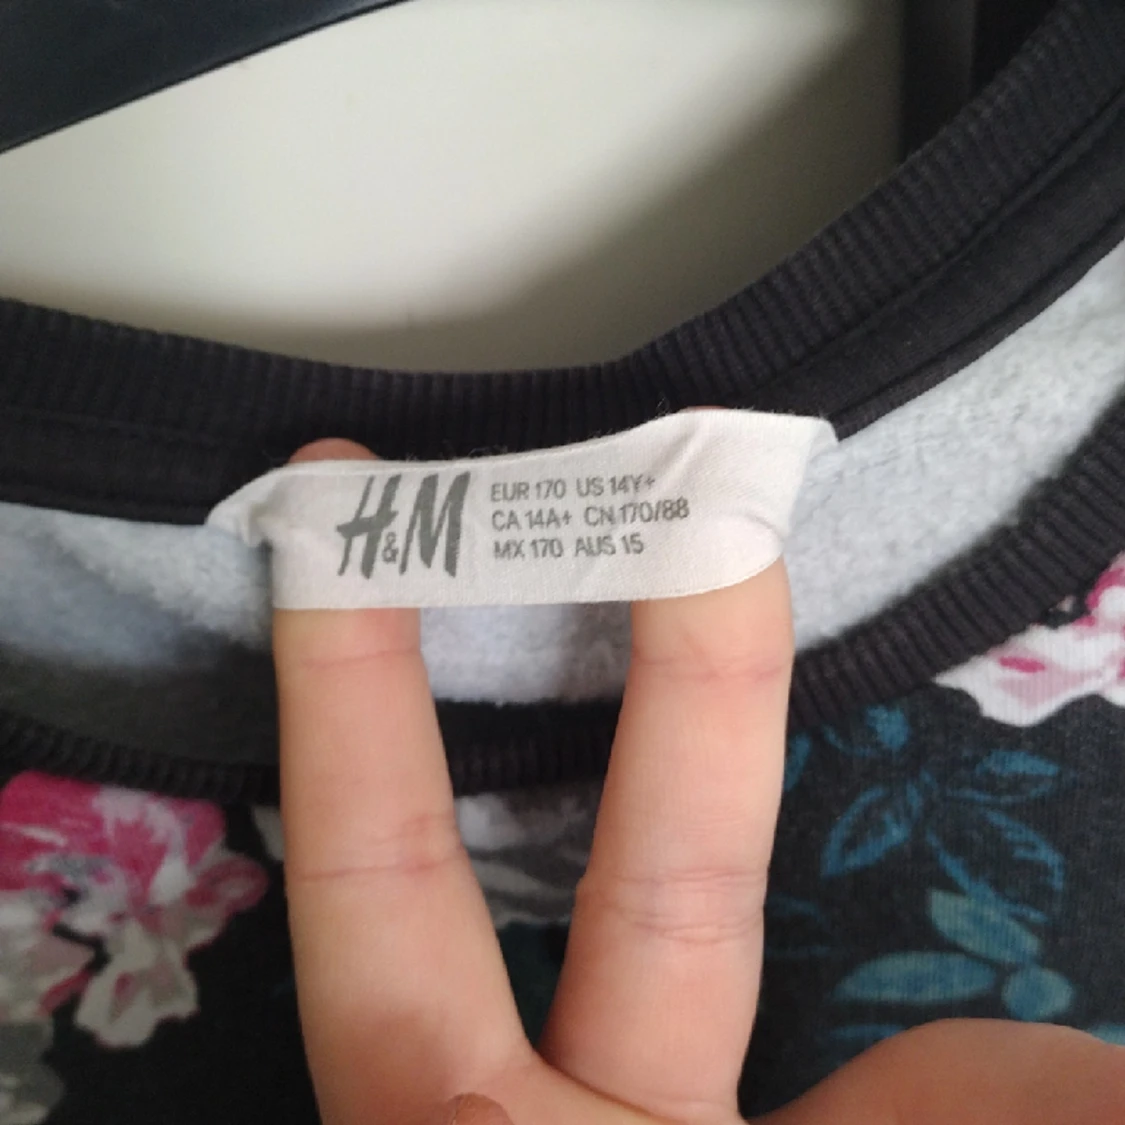 H&M
EUR 170 US 14Y+
CA 14A+ CN 170/88
MX 170 AUS 15